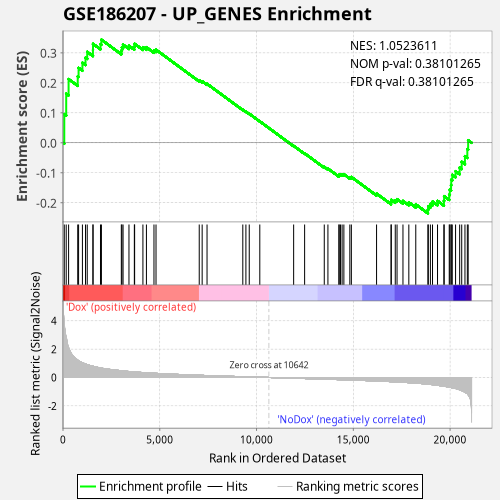 GSE186207 - UP_GENES Enrichment
NES: 1.0523611
NOM p-val: 0.38101265
FDR q-val: 0.38101265
Enrichment score (ES)
0.3
0.2
0.1
0.0
-0.1
-0.2
'Dox' (positively correlated)
Zero cross at 10642
'NoDox' (negatively correlated)
Ranked list metric (Signal2Noise)
4
2
0
-2
0
5,000
10,000
15,000
20,000
Rank in Ordered Dataset
Enrichment profile
Hits
Ranking metric scores